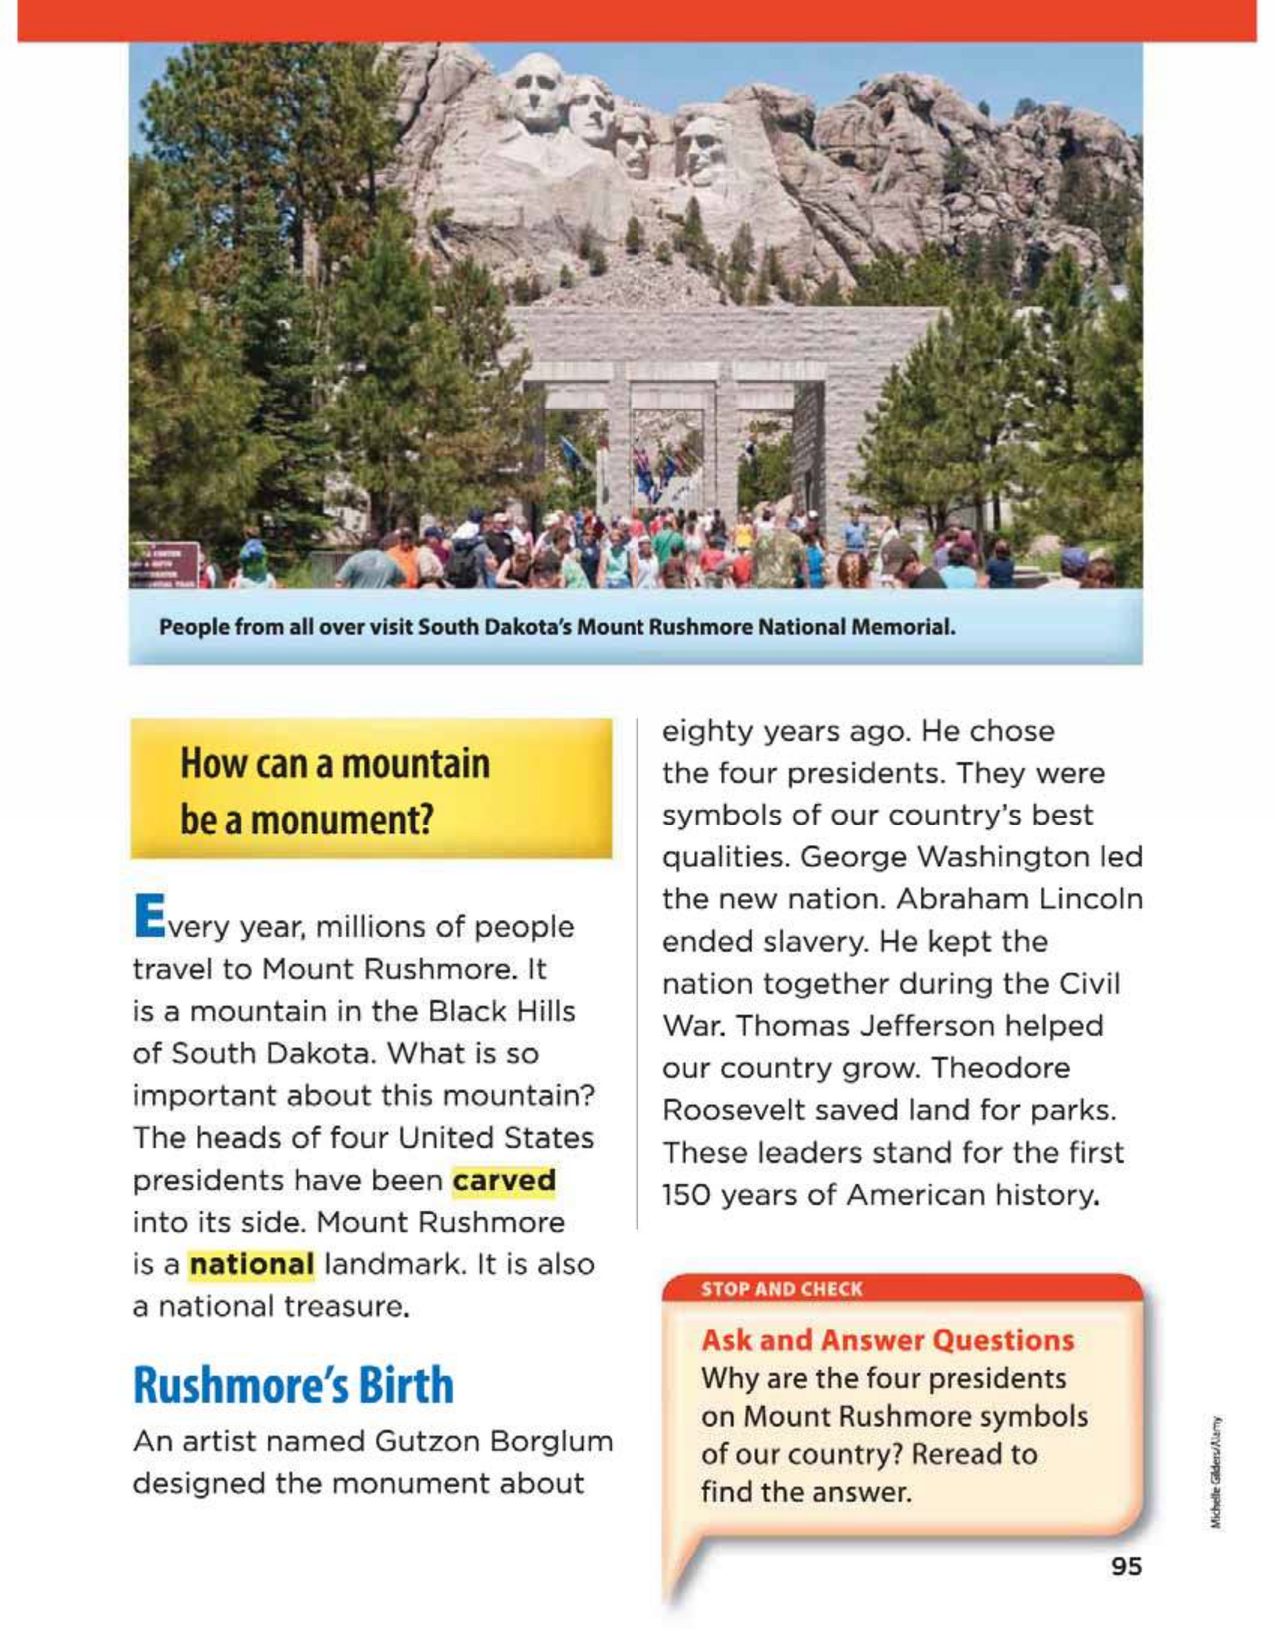 People from all over visit South Dakota's Mount Rushmore National Memorial.
How can a mountain
be a monument?
Every year, millions of people
travel to Mount Rushmore. It
is a mountain in the Black Hills
of South Dakota. What is so
important about this mountain?
The heads of four United States
presidents have been carved
into its side. Mount Rushmore
is a national landmark. It is also
a national treasure.
Rushmore's Birth
An artist named Gutzon Borglum
designed the monument about
eighty years ago. He chose
the four presidents. They were
symbols of our country's best
qualities. George Washington led
the new nation. Abraham Lincoln
ended slavery. He kept the
nation together during the Civil
War. Thomas Jefferson helped
our country grow. Theodore
Roosevelt saved land for parks.
These leaders stand for the first
150 years of American history.
STOP AND CHECK
Ask and Answer Questions
Why are the four presidents
on Mount Rushmore symbols
of our country? Reread to
find the answer.
Michelle Gilders/Alamy
95